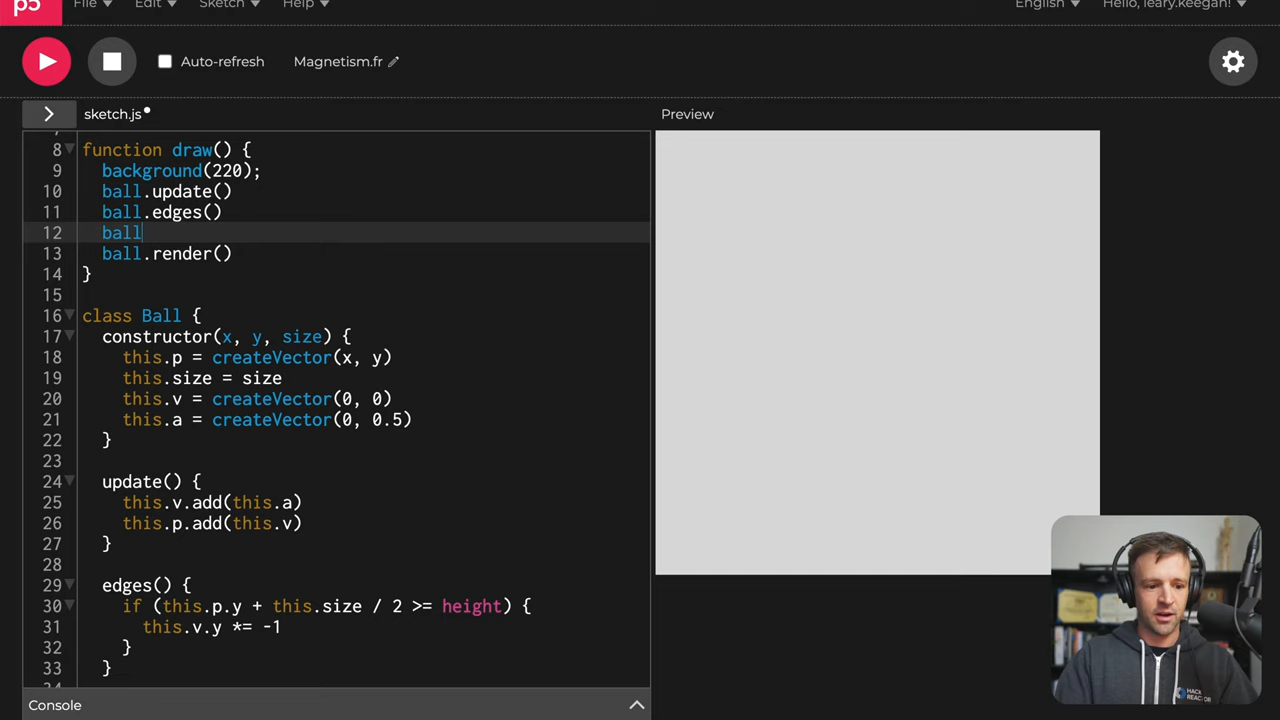 p5 File Edit Sketch Help English Hello, leary.keegan!
Auto-refresh Magnetism.fr
sketch.js Preview
8 function draw() {
9 background(220);
10 ball.update()
11 ball.edges()
12 ball
13 ball.render()
14 }
15
16 class Ball {
17 constructor(x, y, size) {
18 this.p = createVector(x, y)
19 this.size = size
20 this.v = createVector(0, 0)
21 this.a = createVector(0, 0.5)
22 }
23
24 update() {
25 this.v.add(this.a)
26 this.p.add(this.v)
27 }
28
29 edges() {
30 if (this.p.y + this.size / 2 >= height) {
31 this.v.y *= -1
32 }
33 }
Console
HACK
REACTOR